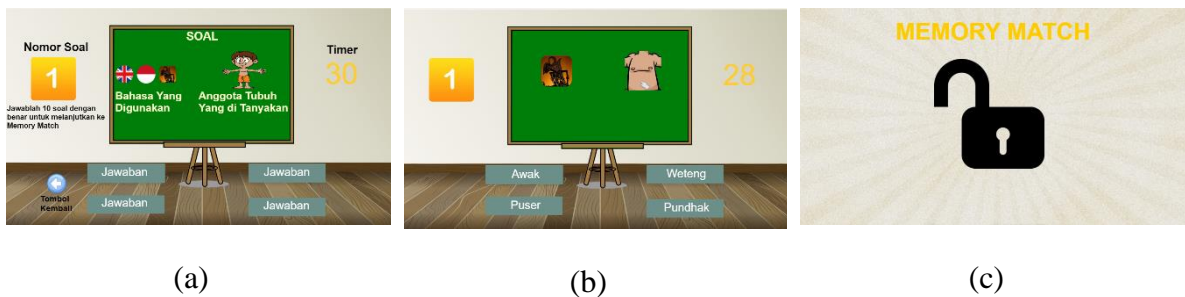 SOAL
Nomor Soal
1
Jawablah 10 soal dengan
benar untuk melanjutkan ke
Memory Match
Bahasa Yang
Digunakan
Anggota Tubuh
Yang di Tanyakan
Timer
30
Jawaban
Jawaban
Jawaban
Jawaban
Tombol
Kembali
(a)
1
28
Awak
Weteng
Puser
Pundhak
(b)
MEMORY MATCH
(c)